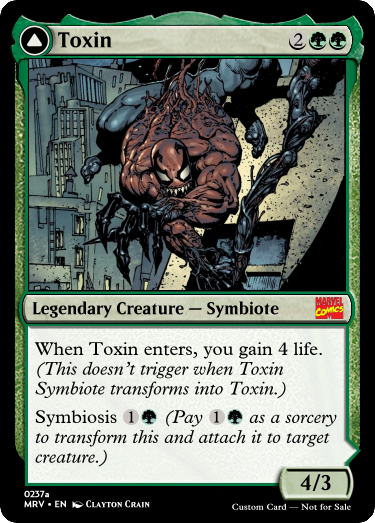 Toxin 2
MARVEL
COMICS
Legendary Creature — Symbiote
When Toxin enters, you gain 4 life.
(This doesn't trigger when Toxin
Symbiote transforms into Toxin.)
Symbiosis 1 (Pay 1 as a sorcery
to transform this and attach it to target
creature.)
4/3
0237a
MRV • EN CLAYTON CRAIN
Custom Card — Not for Sale